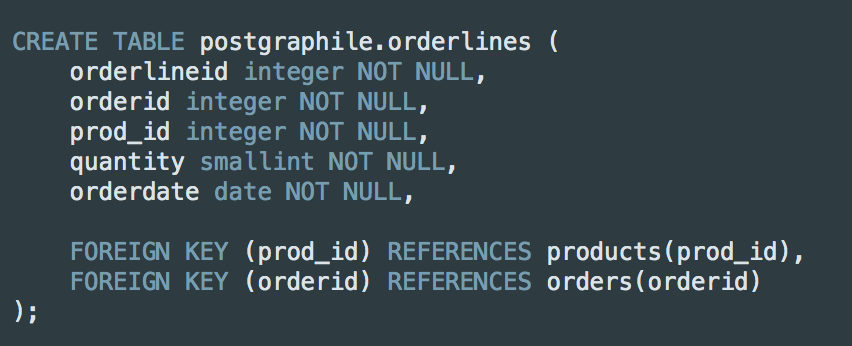 CREATE TABLE postgraphile.orderlines (
    orderlineid integer NOT NULL,
    orderid integer NOT NULL,
    prod_id integer NOT NULL,
    quantity smallint NOT NULL,
    orderdate date NOT NULL,

    FOREIGN KEY (prod_id) REFERENCES products(prod_id),
    FOREIGN KEY (orderid) REFERENCES orders(orderid)
);